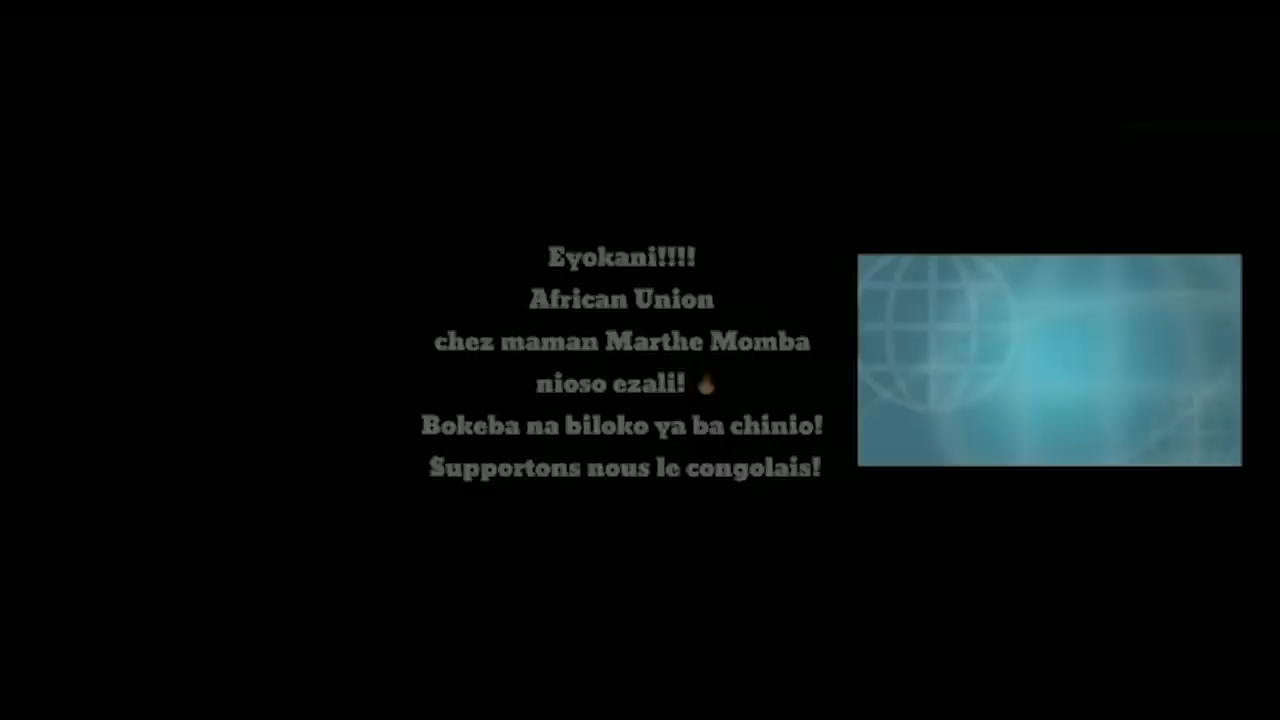 Eyokani!!!!
African Union
chez maman Marthe Momba
nioso ezali! 🔥
Bokeba na biloko ya ba chinio!
Supportons nous le congolais!